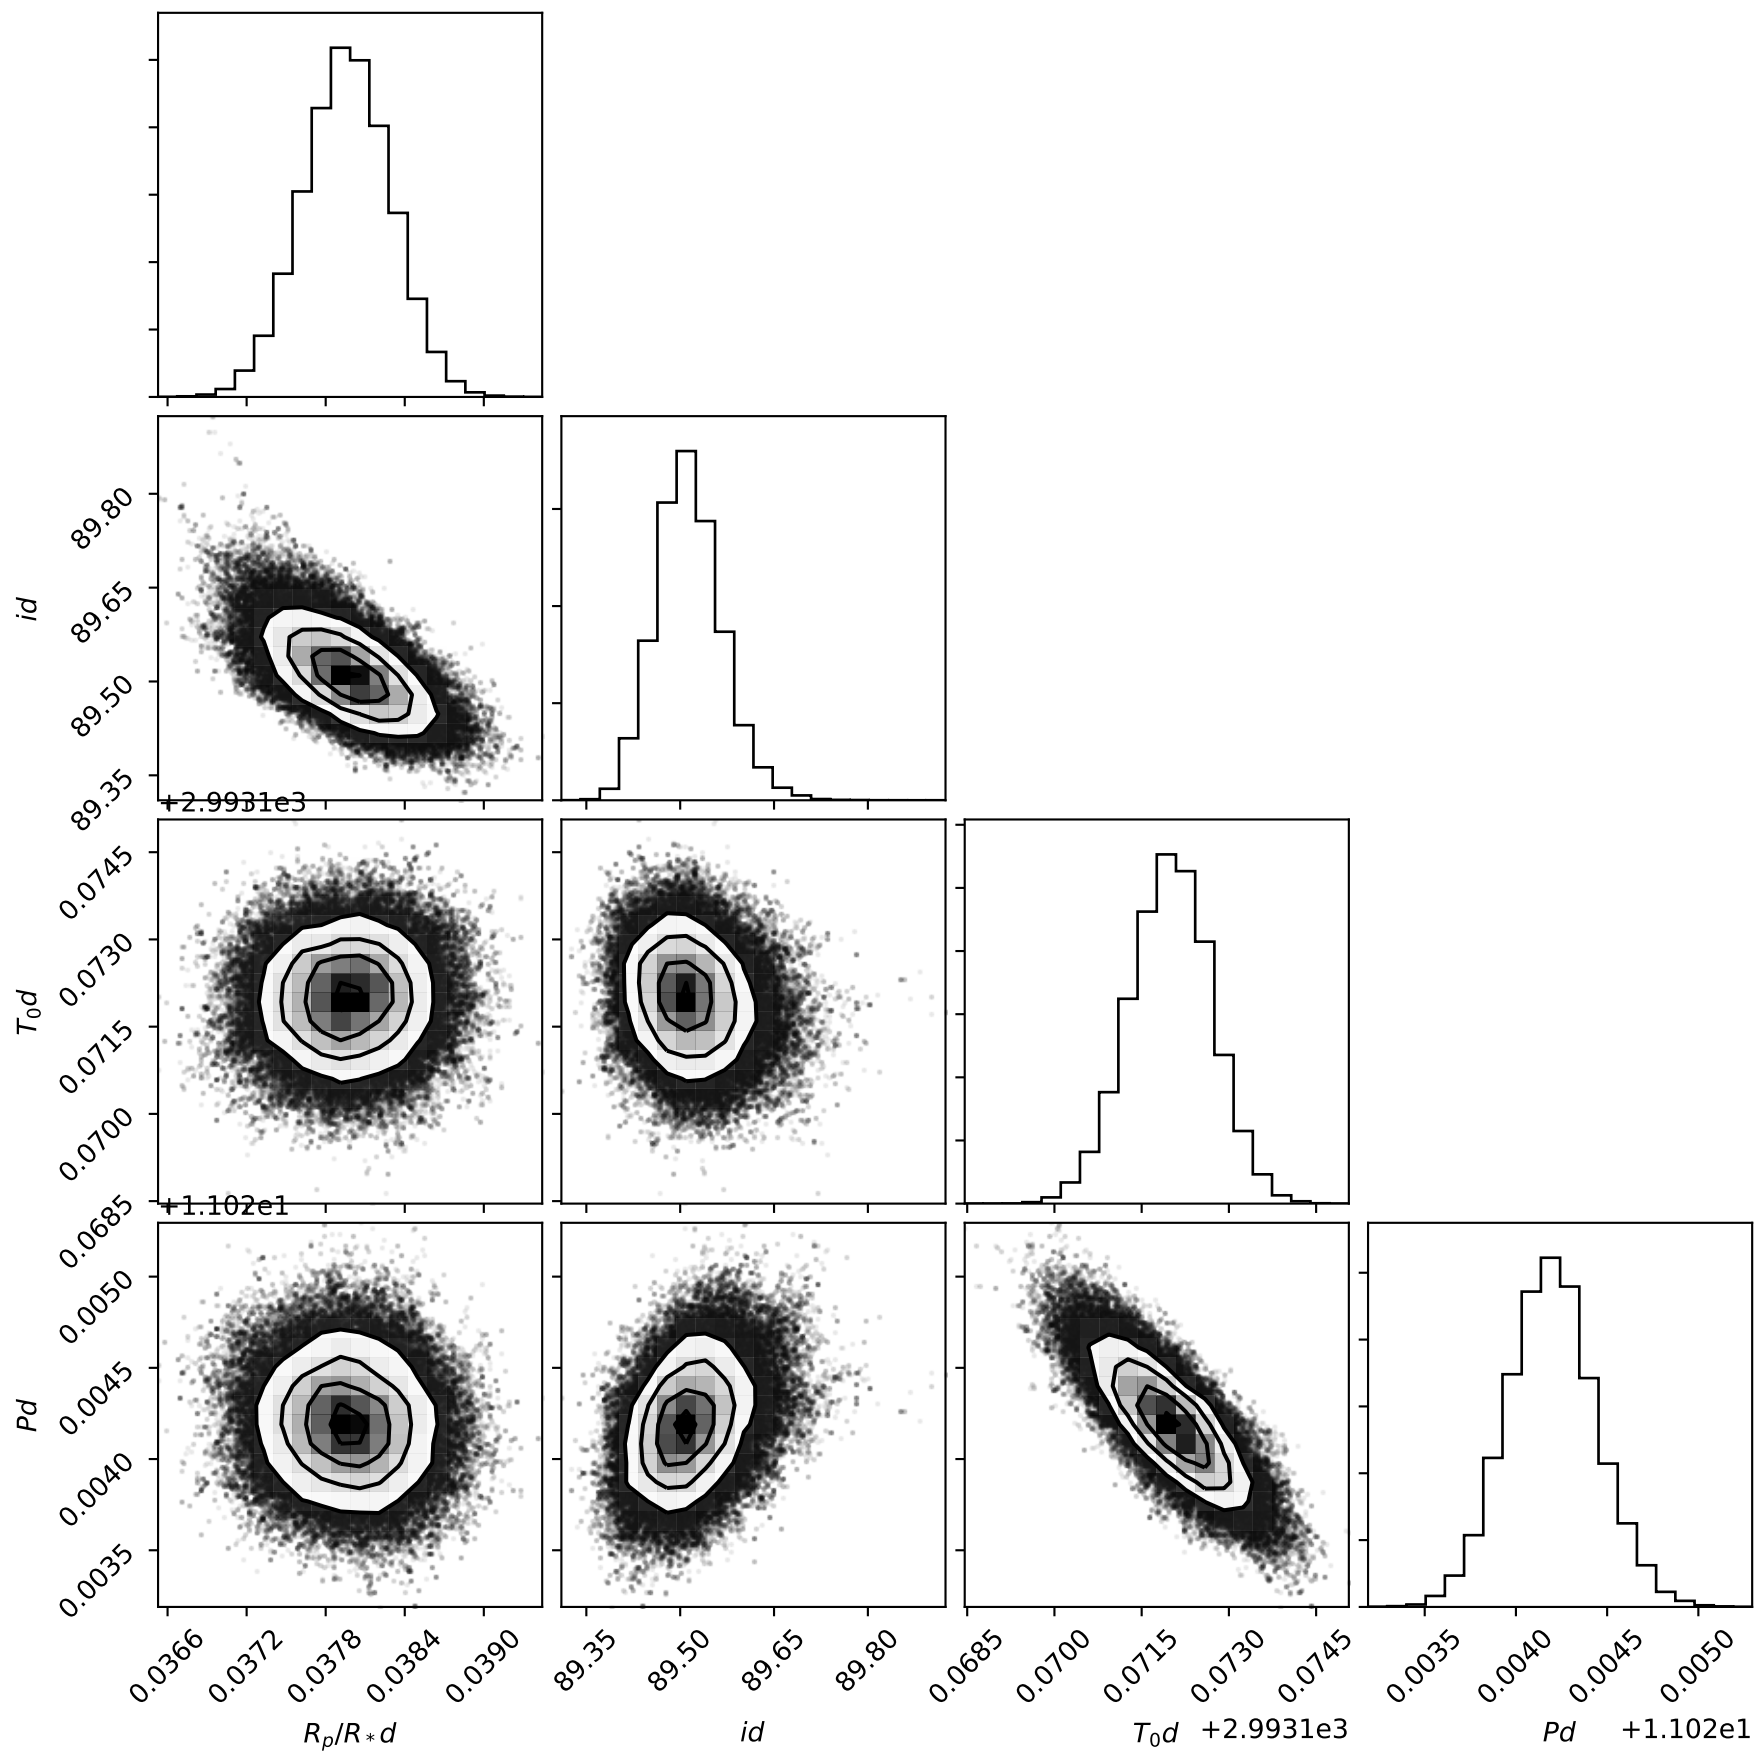 id
89.80
89.65
89.50
89.35
+2.9931e3
T₀d
0.0745
0.0730
0.0715
0.0700
0.0685
+1.102e1
Pd
0.0050
0.0045
0.0040
0.0035
0.0366 0.0372 0.0378 0.0384 0.0390
89.35 89.50 89.65 89.80
0.0685 0.0700 0.0715 0.0730 0.0745
0.0035 0.0040 0.0045 0.0050
Rₚ/R*d
id
T₀d +2.9931e3
Pd +1.102e1